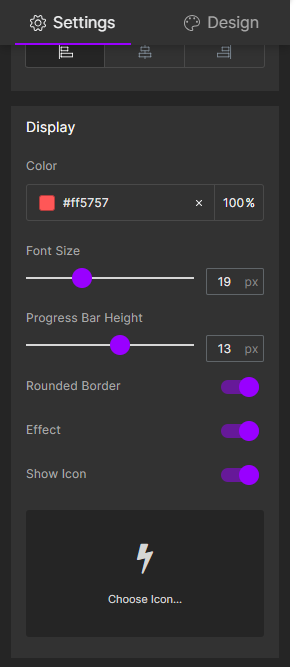 Settings
Design
Display
Color
#ff5757 × 100%
Font Size
19 px
Progress Bar Height
13 px
Rounded Border
Effect
Show Icon
Choose Icon...